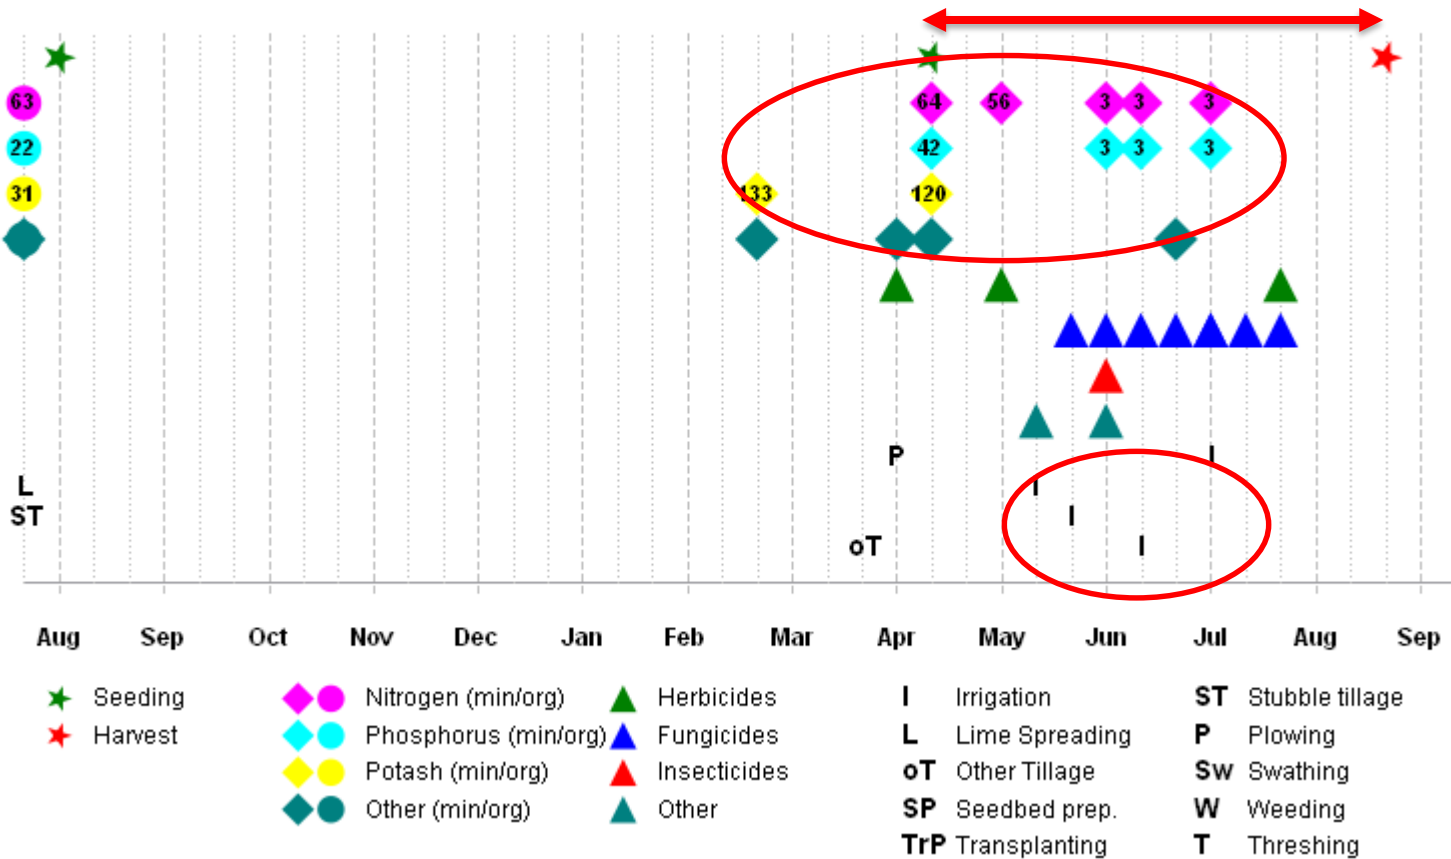 63 64 56 3 3 3
22 42 3 3 3
31 133 120
P I
L I
ST I
oT I
Aug Sep Oct Nov Dec Jan Feb Mar Apr May Jun Jul Aug Sep
Seeding Nitrogen (min/org) Herbicides I Irrigation ST Stubble tillage
Harvest Phosphorus (min/org) Fungicides L Lime Spreading P Plowing
Potash (min/org) Insecticides oT Other Tillage Sw Swathing
Other (min/org) Other SP Seedbed prep. W Weeding
TrP Transplanting T Threshing